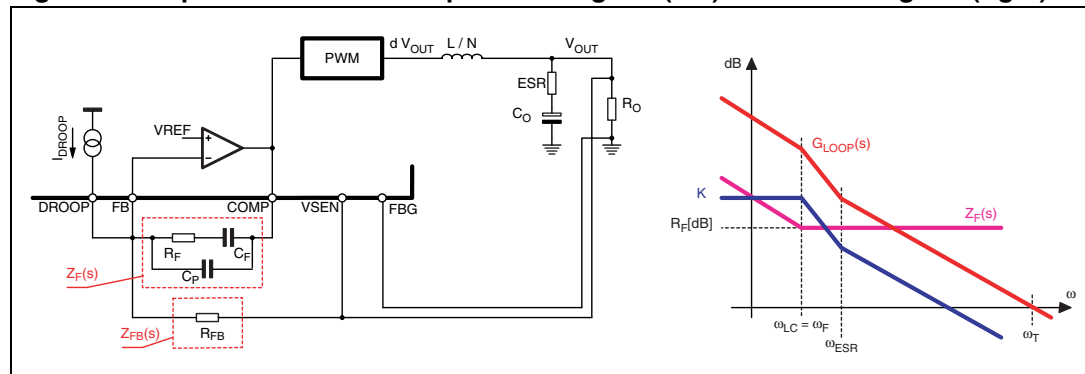 PWM
d VOUT
L / N
VOUT
ESR
CO
RO
IDROOP
VREF
+
−
DROOP
FB
COMP
VSEN
FBG
RF
CF
CP
ZF(s)
RFB
ZFB(s)
dB
GLOOP(s)
K
ZF(s)
RF[dB]
ω
ωLC = ωF
ωESR
ωT